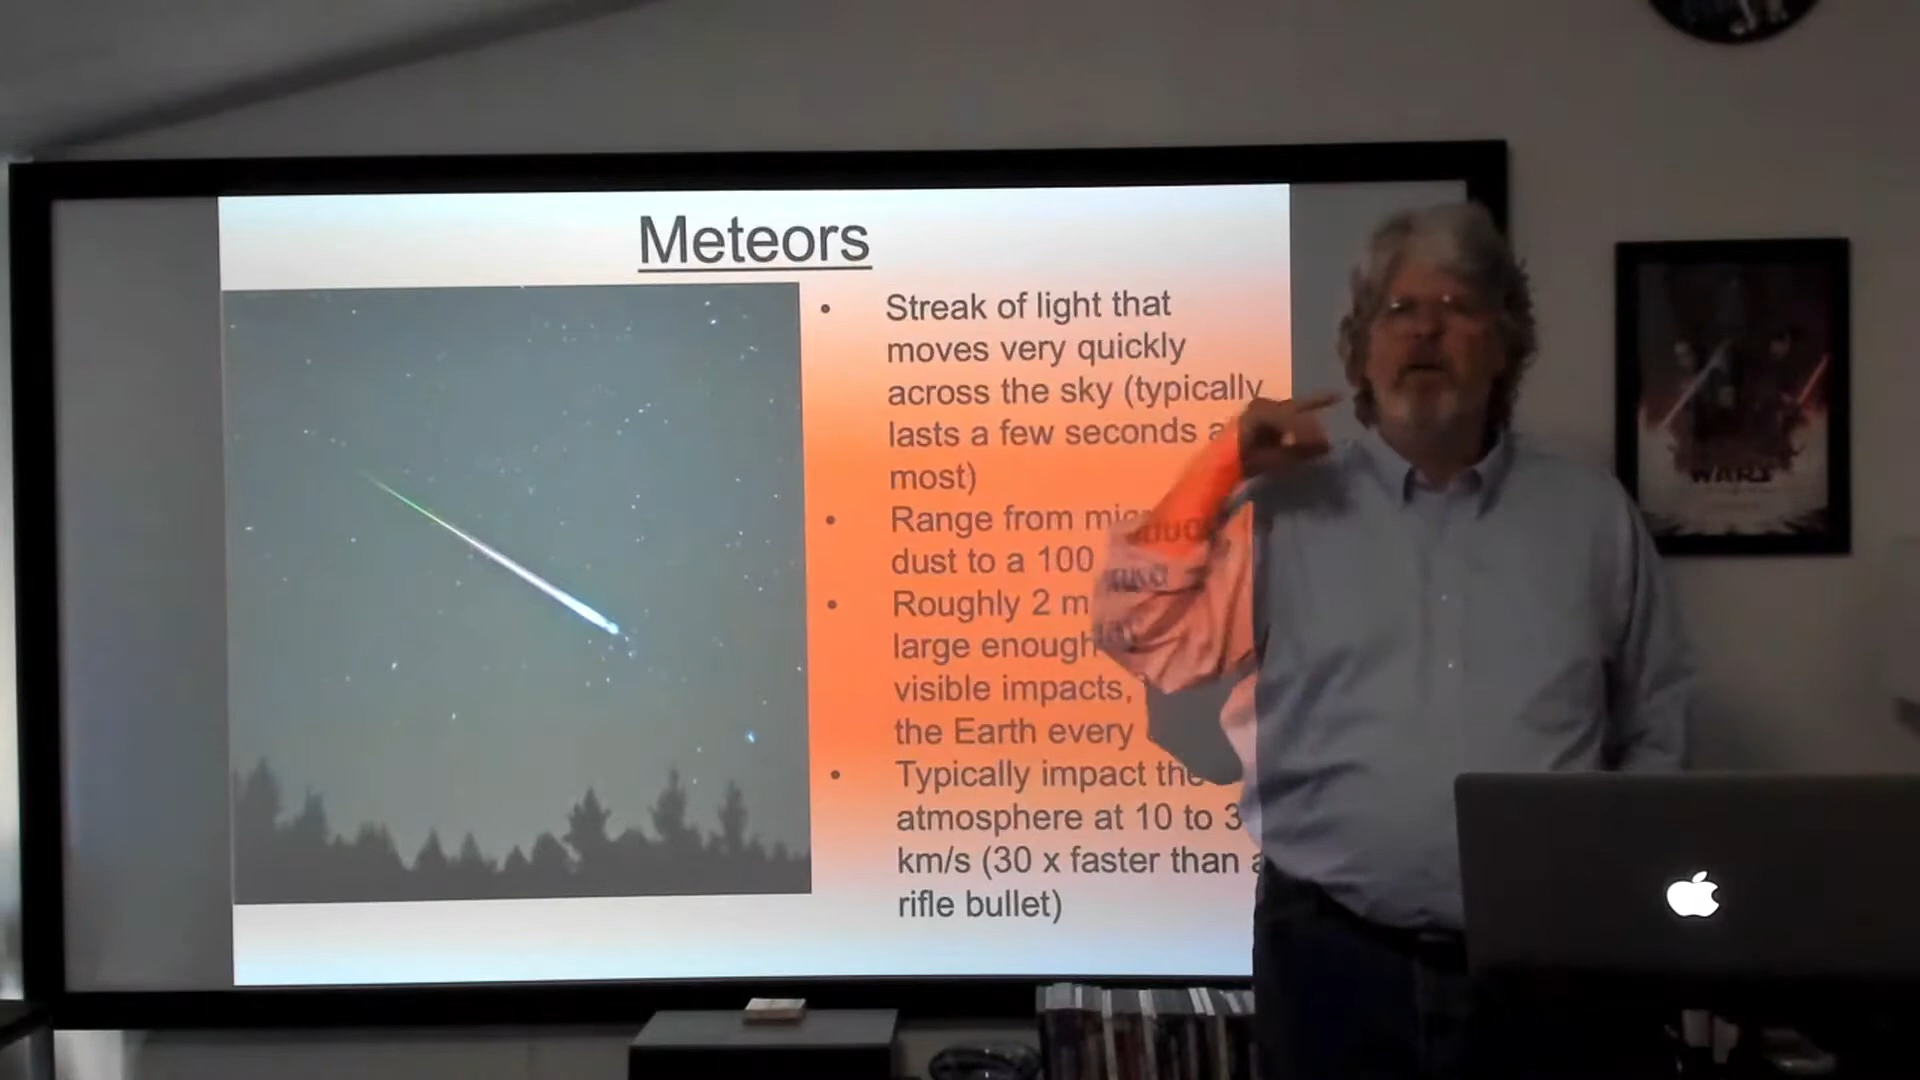 Meteors
• Streak of light that
moves very quickly
across the sky (typically
lasts a few seconds a
most)
• Range from mic
dust to a 100
• Roughly 2 m
large enough
visible impacts,
the Earth every
• Typically impact the
atmosphere at 10 to 3
km/s (30 x faster than a
rifle bullet)
WARS